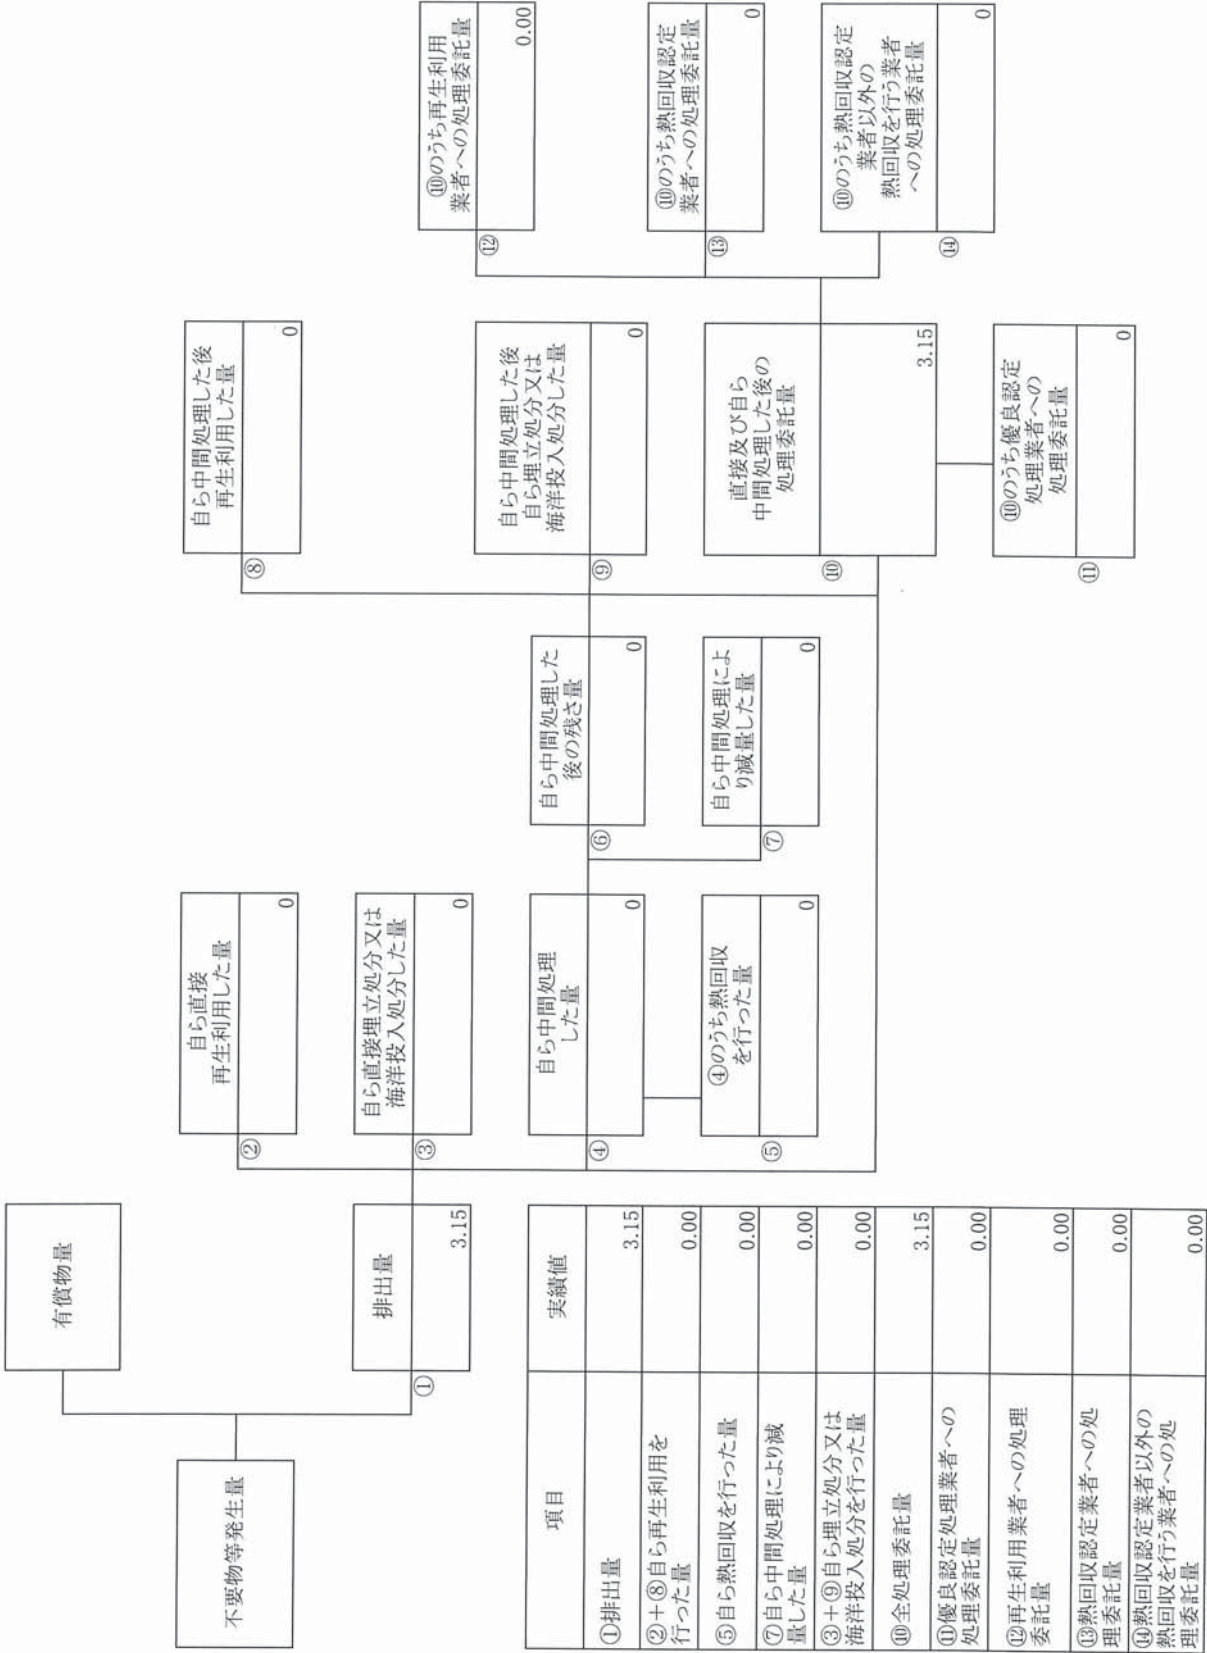 不要物等発生量
有償物量
①
排出量
3.15
②
自ら直接
再生利用した量
0
③
自ら直接埋立処分又は
海洋投入処分した量
0
④
自ら中間処理
した量
0
⑤
④のうち熱回収
を行った量
0
⑥
自ら中間処理した
後の残さ量
0
⑦
自ら中間処理によ
り減量した量
0
⑧
自ら中間処理した後
再生利用した量
0
⑨
自ら中間処理した後
自ら埋立処分又は
海洋投入処分した量
0
⑩
直接及び自ら
中間処理した後の
処理委託量
3.15
⑪
⑩のうち優良認定
処理業者への
処理委託量
0
⑫
⑩のうち再生利用
業者への処理委託量
0.00
⑬
⑩のうち熱回収認定
業者への処理委託量
0
⑭
⑩のうち熱回収認定
業者以外の
熱回収を行う業者
への処理委託量
0
項目 実績値
①排出量 3.15
②+⑧自ら再生利用を
行った量 0.00
⑤自ら熱回収を行った量 0.00
⑦自ら中間処理により減
量した量 0.00
③+⑨自ら埋立処分又は
海洋投入処分を行った量 0.00
⑩全処理委託量 3.15
⑪優良認定処理業者への
処理委託量 0.00
⑫再生利用業者への処理
委託量 0.00
⑬熱回収認定業者への処
理委託量 0.00
⑭熱回収認定業者以外の
熱回収を行う業者への処
理委託量 0.00